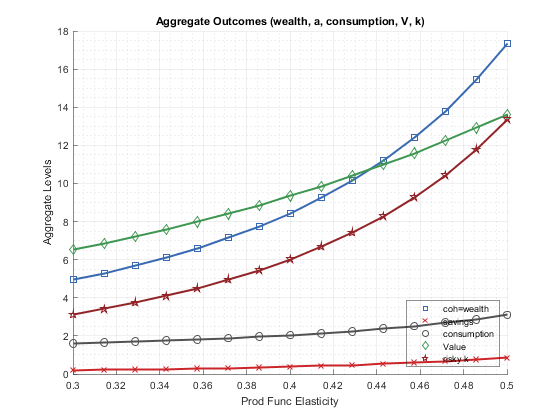 Aggregate Outcomes (wealth, a, consumption, V, k)
Aggregate Levels
18
16
14
12
10
8
6
4
2
0
coh=wealth
savings
consumption
Value
risky k
0.3 0.32 0.34 0.36 0.38 0.4 0.42 0.44 0.46 0.48 0.5
Prod Func Elasticity